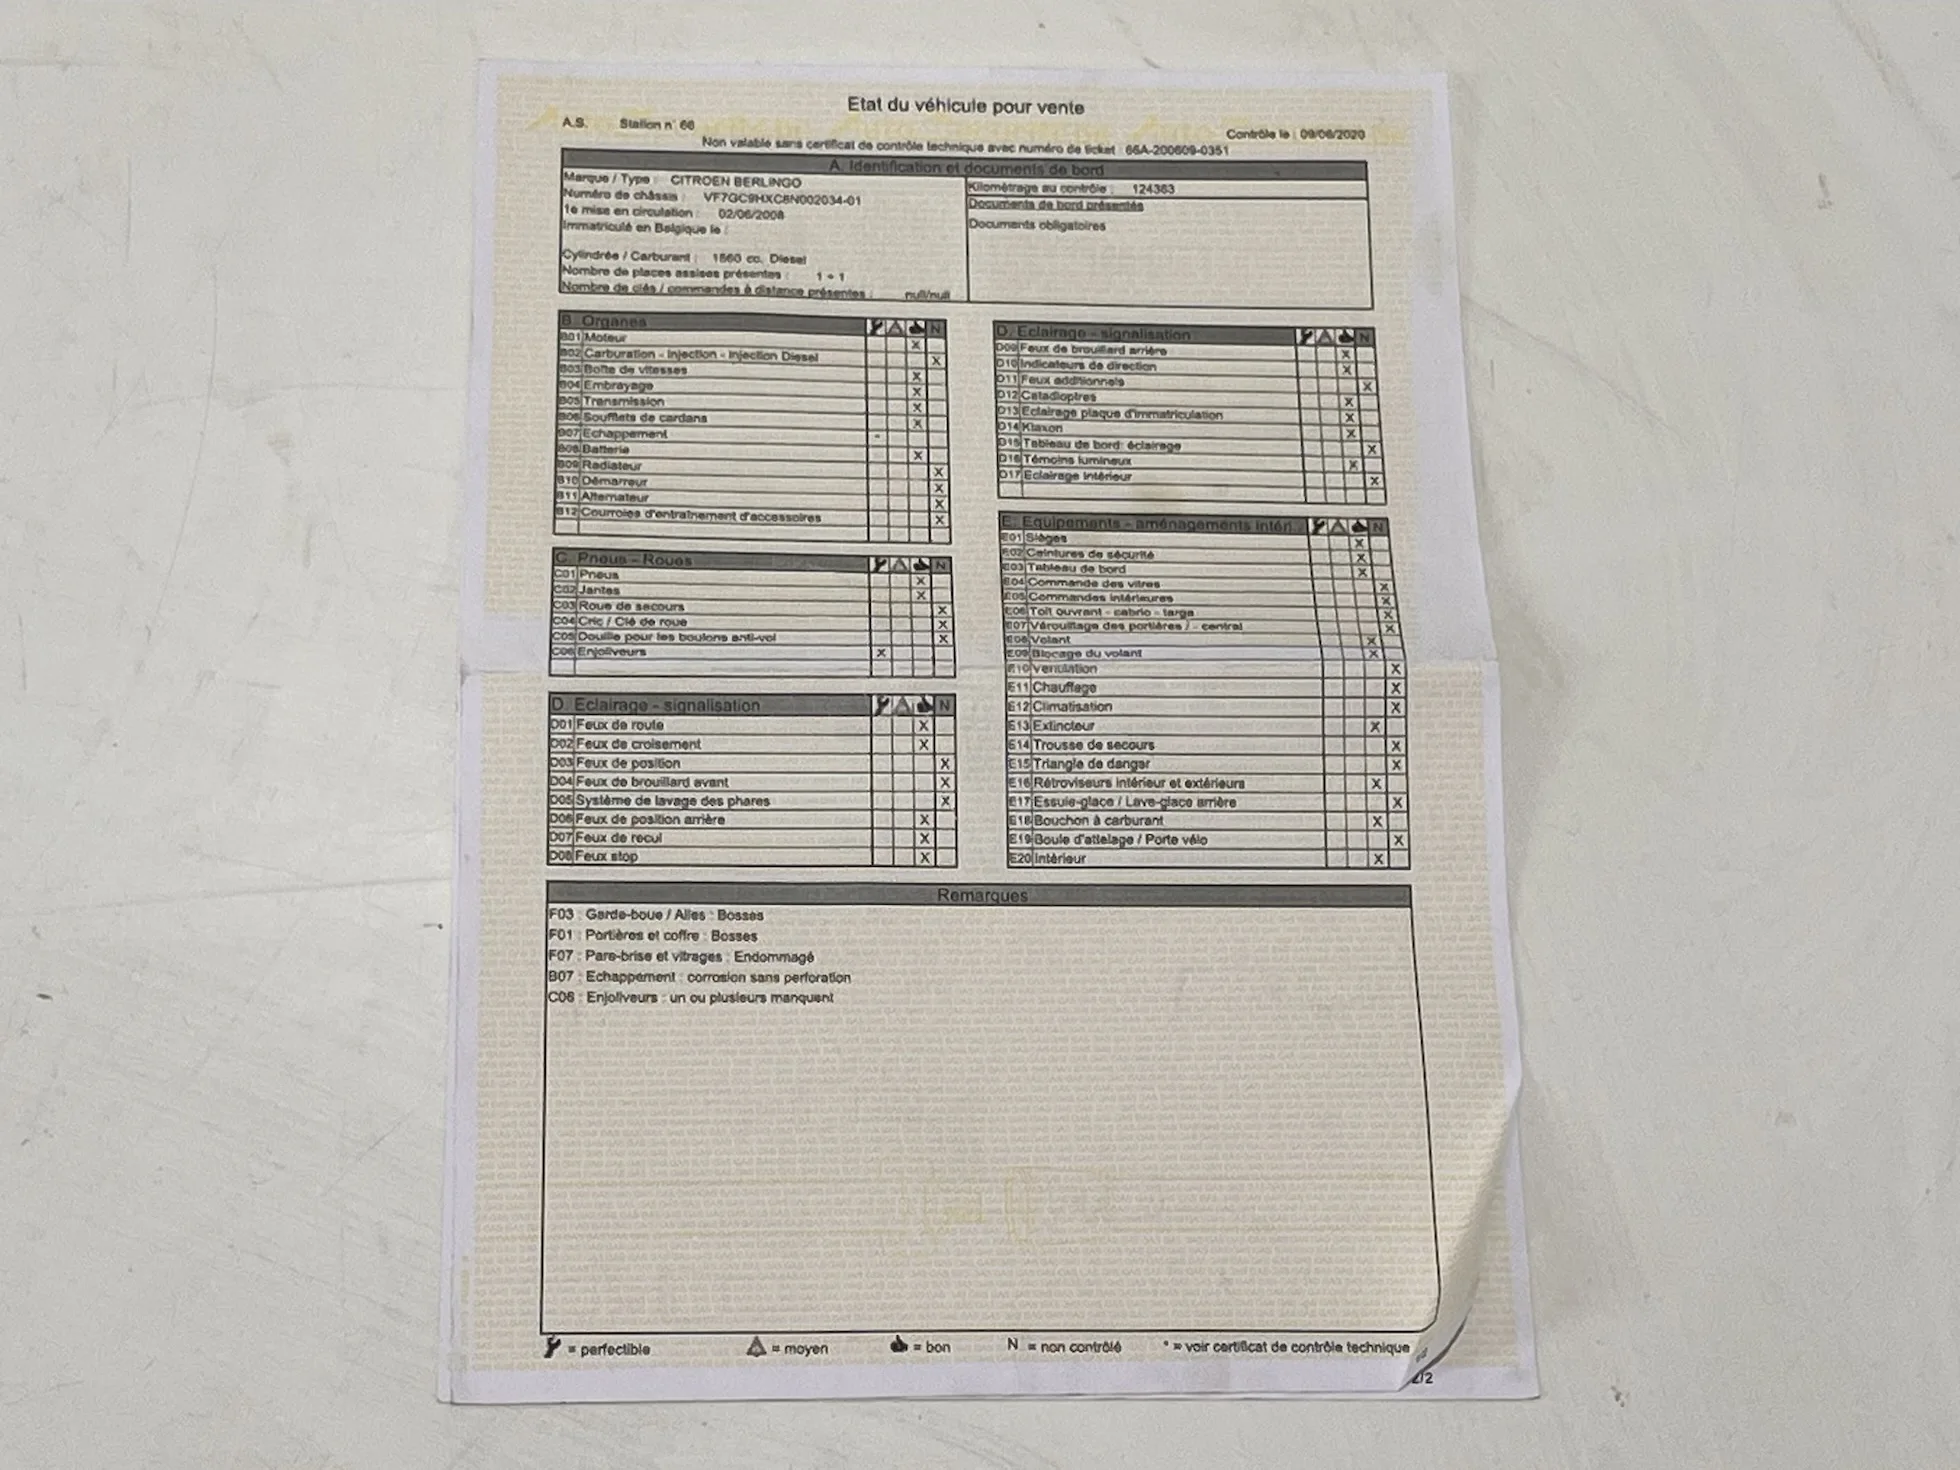 Etat du véhicule pour vente
A.S. Station n° 66
Contrôle le : 09/06/2020
Non valable sans certificat de contrôle technique avec numéro de ticket : 66A-200609-0351
A. Identification et documents de bord
Marque / Type : CITROEN BERLINGO
Numéro de châssis : VF7GC9HXC8N002034-01
1e mise en circulation : 02/06/2008
Immatriculé en Belgique le :
Cylindrée / Carburant : 1560 cc. Diesel
Nombre de places assises présentes : 1 + 1
Nombre de clés / commandes à distance présentes : null/null
Kilométrage au contrôle : 124363
Documents de bord présentés
Documents obligatoires
B. Organes N
B01 Moteur X
B02 Carburation - Injection - Injection Diesel X
B03 Boîte de vitesses X
B04 Embrayage X
B05 Transmission X
B06 Soufflets de cardans X
B07 Echappement
B08 Batterie X
B09 Radiateur X
B10 Démarreur X
B11 Alternateur X
B12 Courroies d'entraînement d'accessoires X
C. Pneus - Roues N
C01 Pneus X
C02 Jantes X
C03 Roue de secours X
C04 Cric / Clé de roue X
C05 Douille pour les boulons anti-vol X
C06 Enjoliveurs X
D. Eclairage - signalisation N
D01 Feux de route X
D02 Feux de croisement X
D03 Feux de position X
D04 Feux de brouillard avant X
D05 Système de lavage des phares X
D06 Feux de position arrière X
D07 Feux de recul X
D08 Feux stop X
D. Eclairage - signalisation N
D09 Feux de brouillard arrière X
D10 Indicateurs de direction X
D11 Feux additionnels X
D12 Catadioptres X
D13 Eclairage plaque d'immatriculation X
D14 Klaxon X
D15 Tableau de bord: éclairage X
D16 Témoins lumineux X
D17 Eclairage intérieur X
E. Equipements - aménagements intéri... N
E01 Sièges X
E02 Ceintures de sécurité X
E03 Tableau de bord X
E04 Commande des vitres X
E05 Commandes intérieures X
E06 Toit ouvrant - cabrio - targa X
E07 Vérouillage des portières / - central X
E08 Volant X
E09 Blocage du volant X
E10 Ventilation X
E11 Chauffage X
E12 Climatisation X
E13 Extincteur X
E14 Trousse de secours X
E15 Triangle de danger X
E16 Rétroviseurs intérieur et extérieurs X
E17 Essuie-glace / Lave-glace arrière X
E18 Bouchon à carburant X
E19 Boule d'attelage / Porte vélo X
E20 Intérieur X
Remarques
F03 : Garde-boue / Ailes : Bosses
F01 : Portières et coffre : Bosses
F07 : Pare-brise et vitrages : Endommagé
B07 : Echappement : corrosion sans perforation
C06 : Enjoliveurs : un ou plusieurs manquent
= perfectible = moyen = bon N = non contrôlé * = voir certificat de contrôle technique
2/2